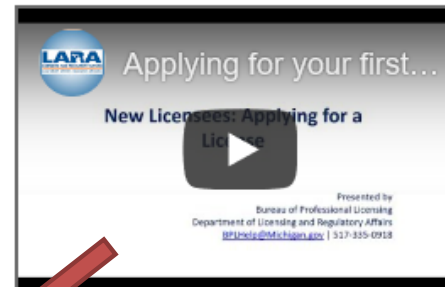 LARA
Applying for your first...
New Licensees: Applying for a
License
Presented by
Bureau of Professional Licensing
Department of Licensing and Regulatory Affairs
BPLHelp@Michigan.gov | 517-335-0918